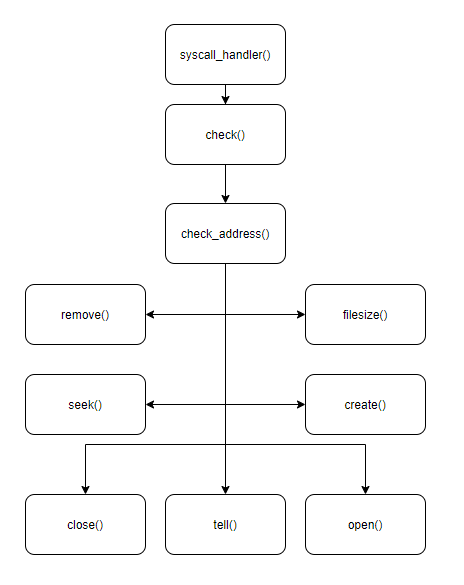 syscall_handler()
check()
check_address()
remove()
filesize()
seek()
create()
close()
tell()
open()